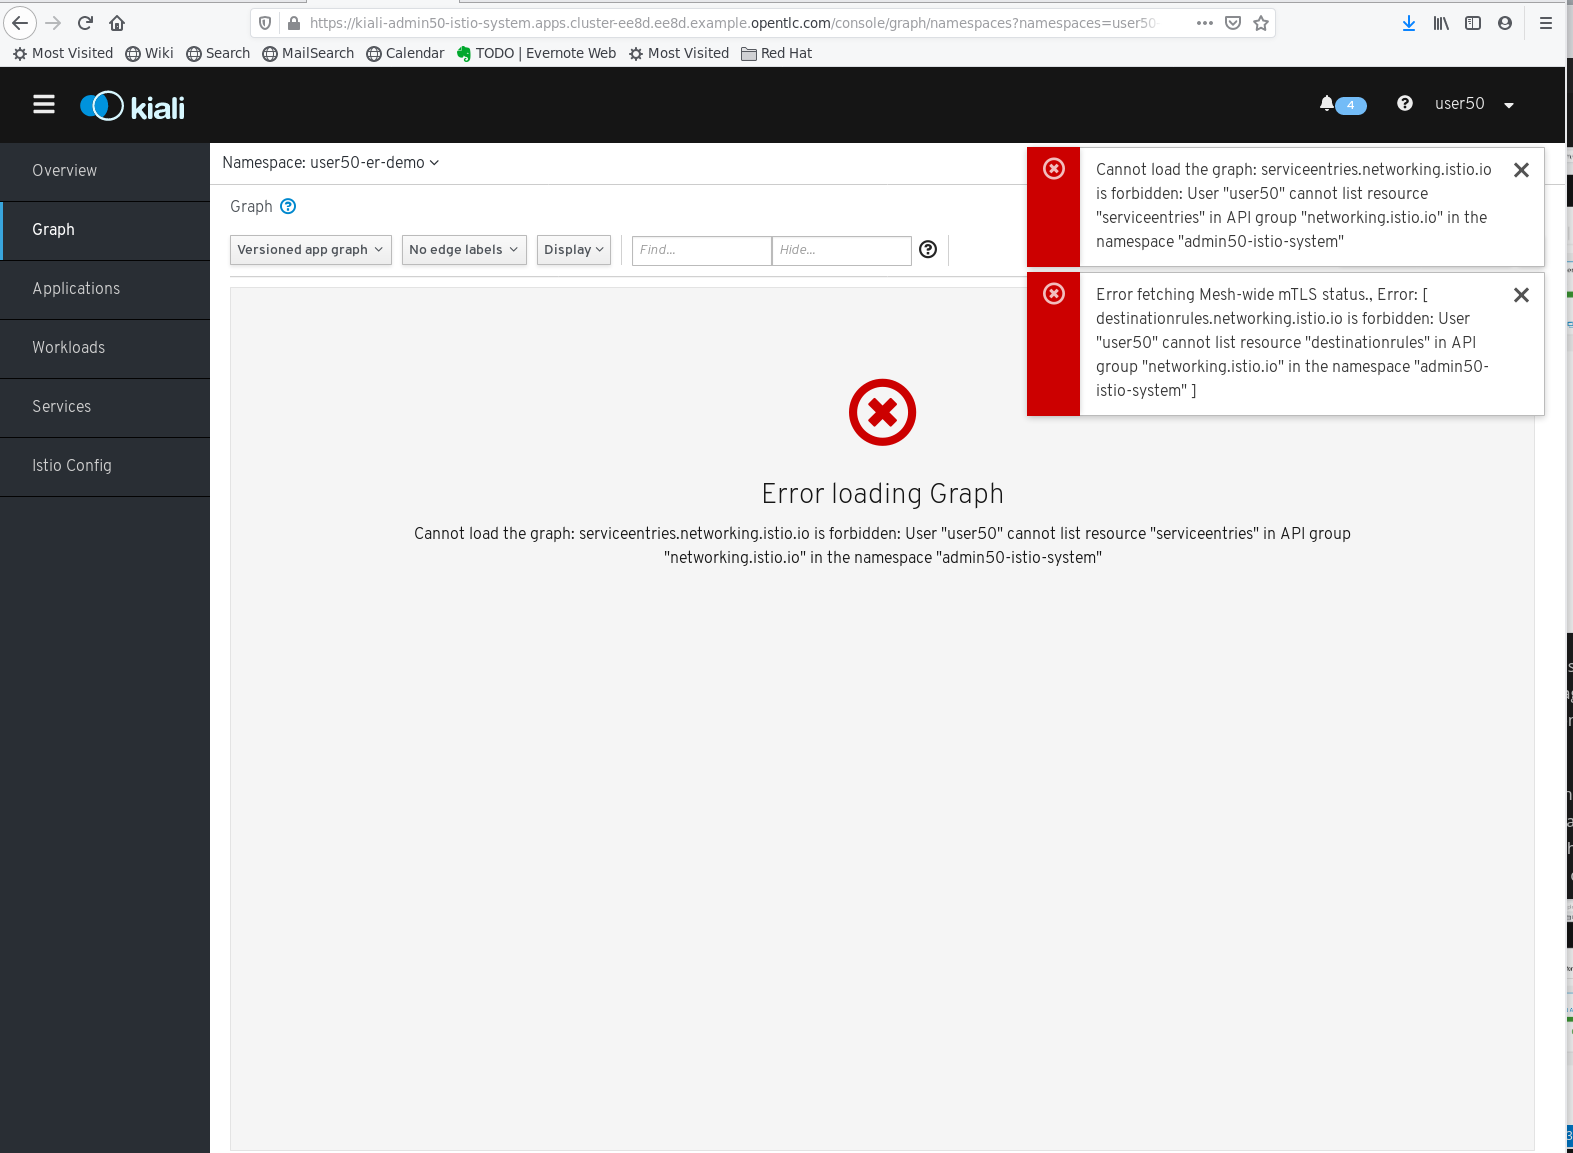 https://kiali-admin50-istio-system.apps.cluster-ee8d.ee8d.example.opentlc.com/console/graph/namespaces?namespaces=user50-
Most Visited Wiki Search MailSearch Calendar TODO | Evernote Web Most Visited Red Hat
kiali
4
user50
Overview
Graph
Applications
Workloads
Services
Istio Config
Namespace: user50-er-demo
Graph
Versioned app graph No edge labels Display Find... Hide...
Cannot load the graph: serviceentries.networking.istio.io
is forbidden: User "user50" cannot list resource
"serviceentries" in API group "networking.istio.io" in the
namespace "admin50-istio-system"
Error fetching Mesh-wide mTLS status., Error: [
destinationrules.networking.istio.io is forbidden: User
"user50" cannot list resource "destinationrules" in API
group "networking.istio.io" in the namespace "admin50-
istio-system" ]
Error loading Graph
Cannot load the graph: serviceentries.networking.istio.io is forbidden: User "user50" cannot list resource "serviceentries" in API group
"networking.istio.io" in the namespace "admin50-istio-system"